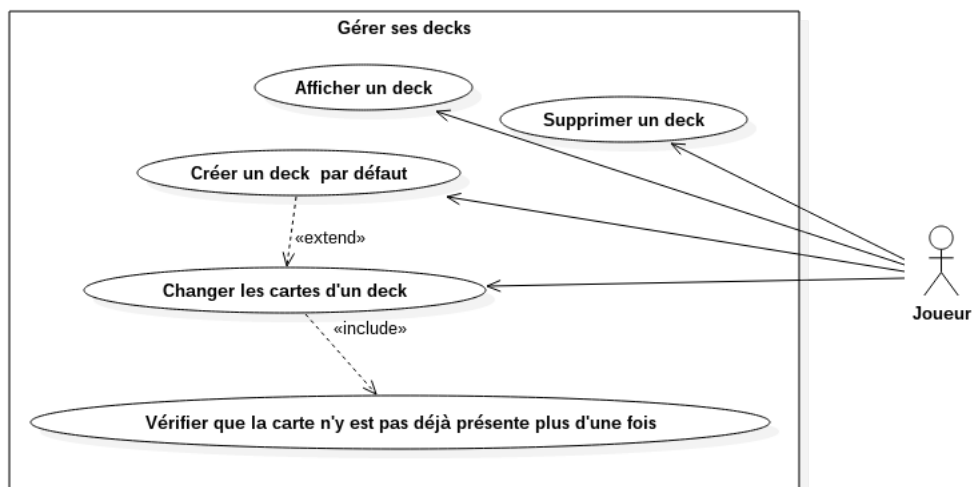 Gérer ses decks
Afficher un deck
Supprimer un deck
Créer un deck  par défaut
«extend»
Changer les cartes d'un deck
Joueur
«include»
Vérifier que la carte n'y est pas déjà présente plus d'une fois